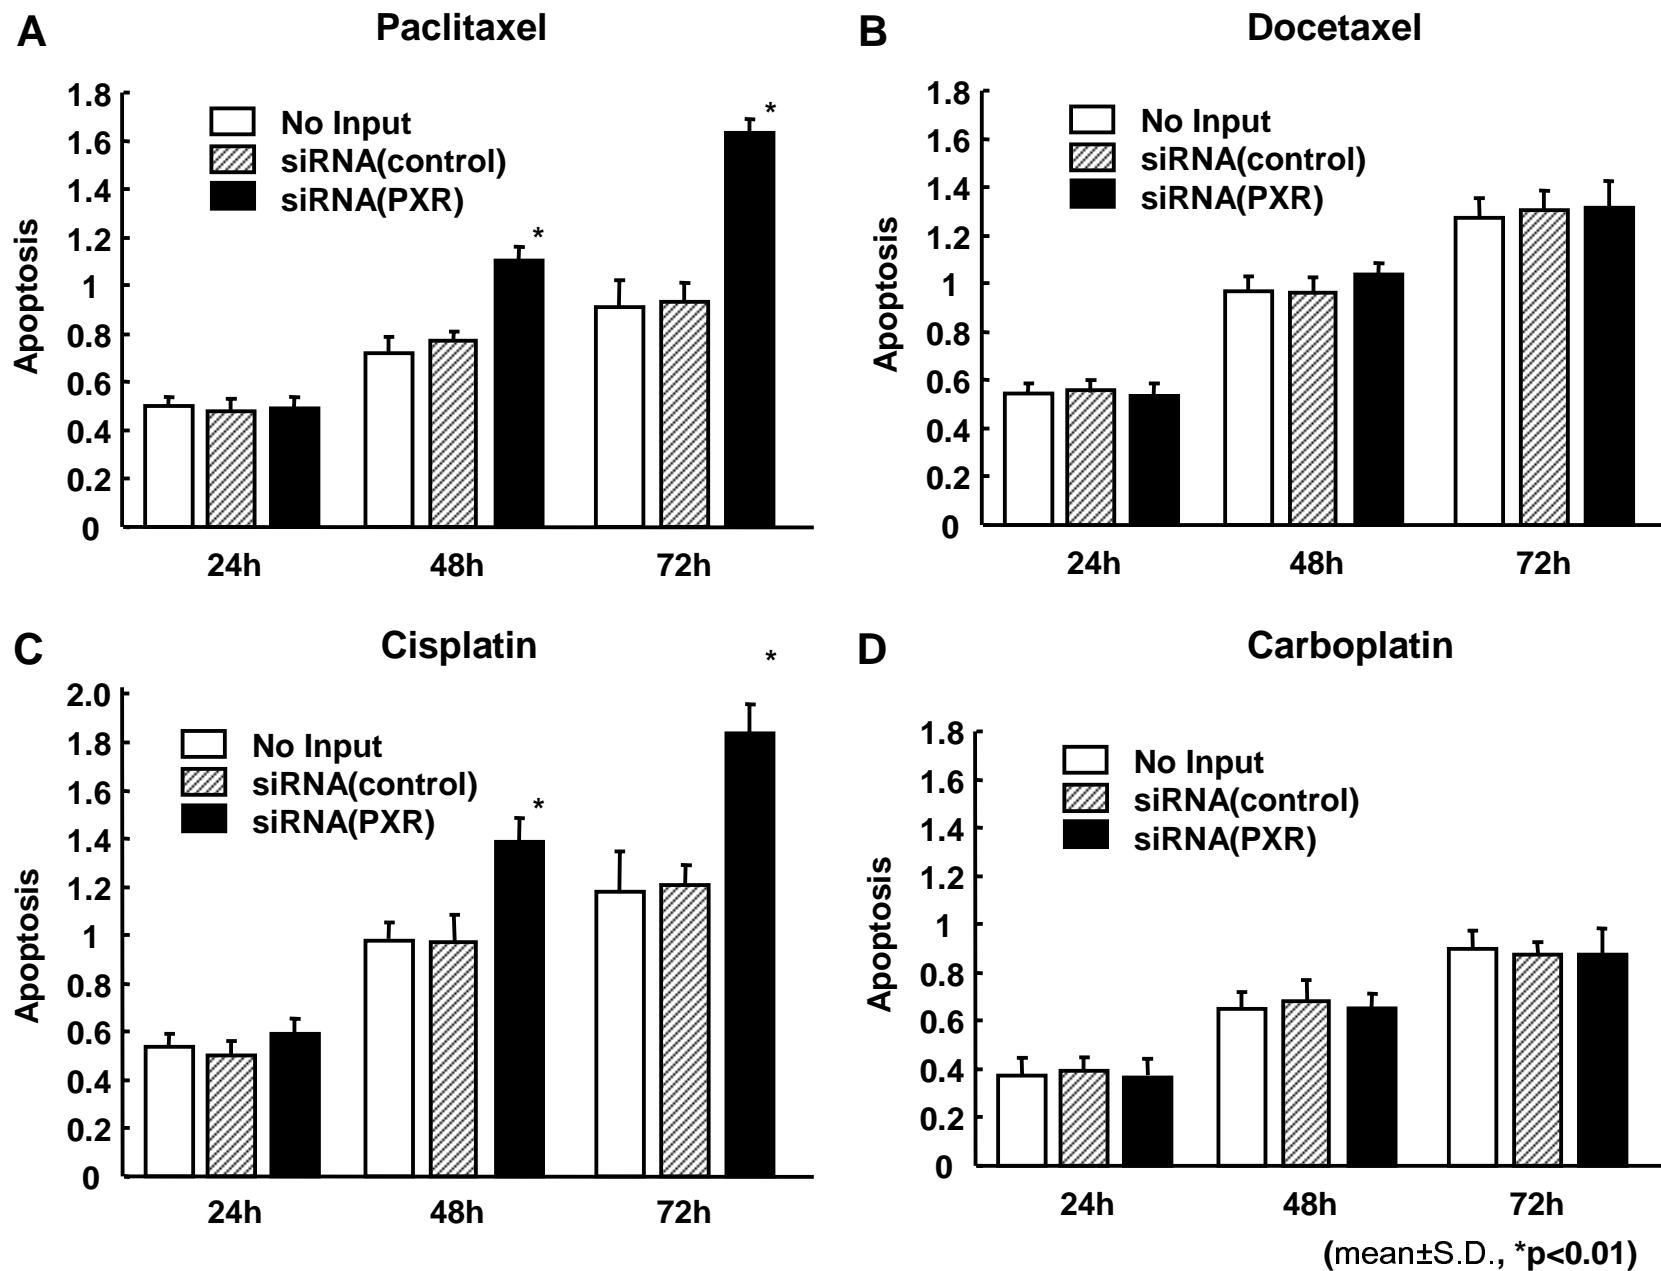 A
Paclitaxel
1.8
1.6
1.4
1.2
1
0.8
0.6
0.4
0.2
0
Apoptosis
No Input
siRNA(control)
siRNA(PXR)
*
*
24h
48h
72h
B
Docetaxel
1.8
1.6
1.4
1.2
1
0.8
0.6
0.4
0.2
0
Apoptosis
No Input
siRNA(control)
siRNA(PXR)
24h
48h
72h
C
Cisplatin
2.0
1.8
1.6
1.4
1.2
1
0.8
0.6
0.4
0.2
0
Apoptosis
No Input
siRNA(control)
siRNA(PXR)
*
*
24h
48h
72h
D
Carboplatin
1.8
1.6
1.4
1.2
1
0.8
0.6
0.4
0.2
0
Apoptosis
No Input
siRNA(control)
siRNA(PXR)
24h
48h
72h
(mean±S.D., *p<0.01)